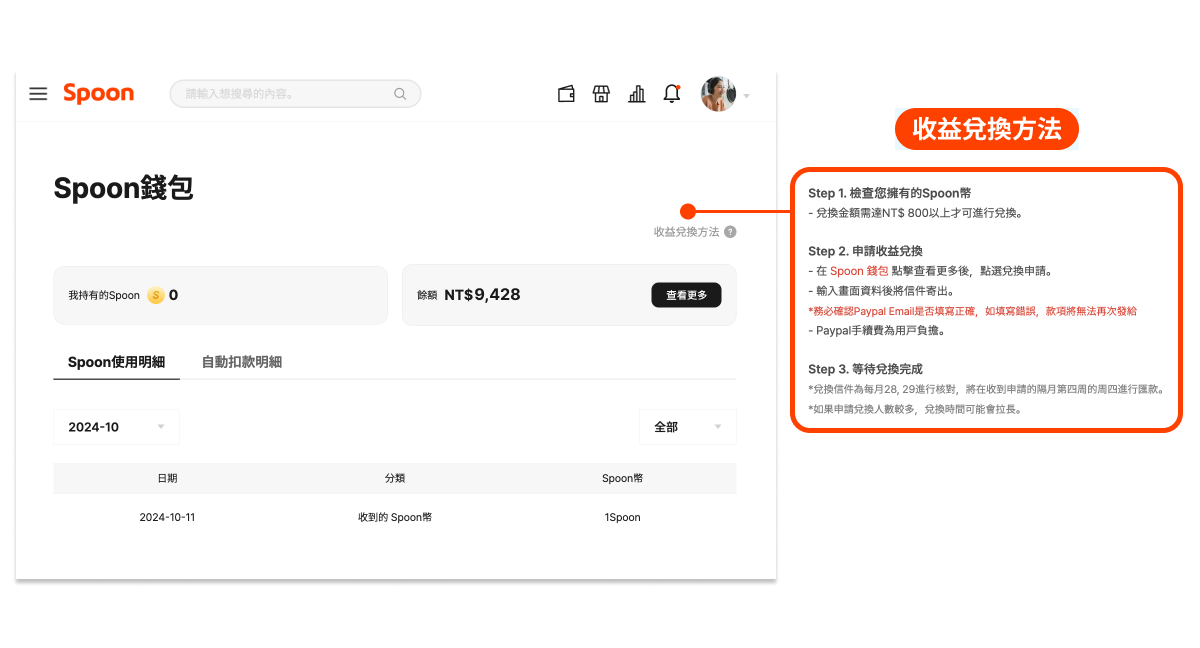 Spoon
請輸入想搜尋的內容。
收益兌換方法
Spoon錢包
收益兌換方法 ?
我持有的Spoon S 0
餘額 NT$9,428
查看更多
Spoon使用明細
自動扣款明細
2024-10
全部
日期 分類 Spoon幣
2024-10-11 收到的 Spoon幣 1Spoon
Step 1. 檢查您擁有的Spoon幣
- 兌換金額需達NT$ 800以上才可進行兌換。
Step 2. 申請收益兌換
- 在 Spoon 錢包 點擊查看更多後，點選兌換申請。
- 輸入畫面資料後將信件寄出。
*務必確認Paypal Email是否填寫正確，如填寫錯誤，款項將無法再次發給
- Paypal手續費為用戶負擔。
Step 3. 等待兌換完成
*兌換信件為每月28, 29進行核對，將在收到申請的隔月第四周的周四進行匯款。
*如果申請兌換人數較多，兌換時間可能會拉長。